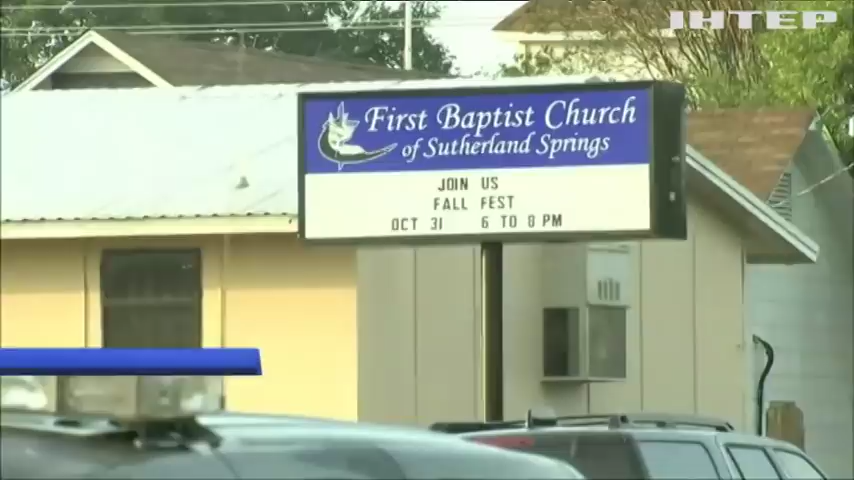 ІНТЕР
First Baptist Church
of Sutherland Springs
JOIN US
FALL FEST
OCT 31 6 TO 8 PM